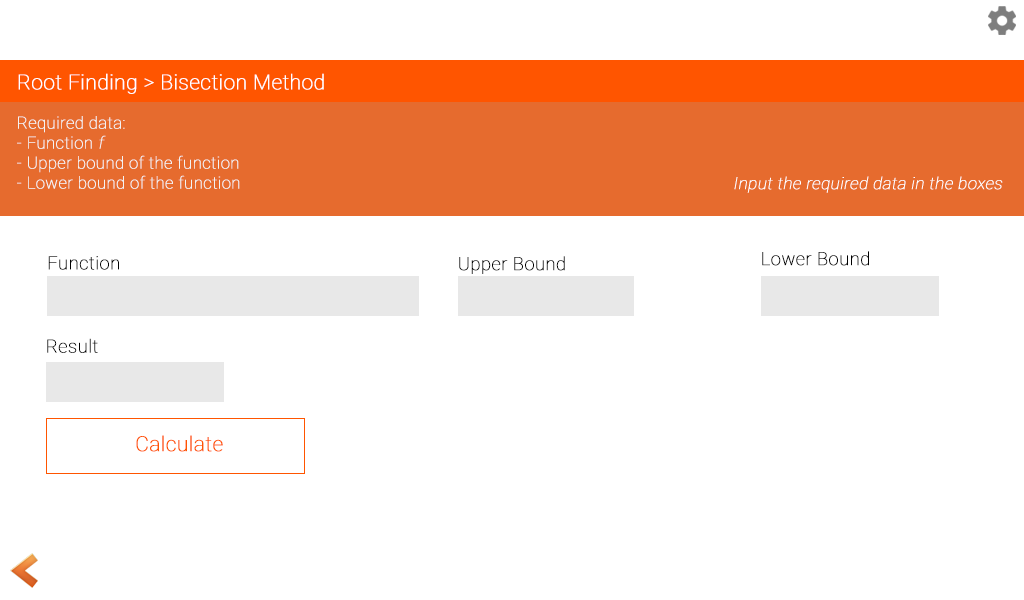 Root Finding > Bisection Method
Required data:
- Function f
- Upper bound of the function
- Lower bound of the function
Input the required data in the boxes
Function
Upper Bound
Lower Bound
Result
Calculate